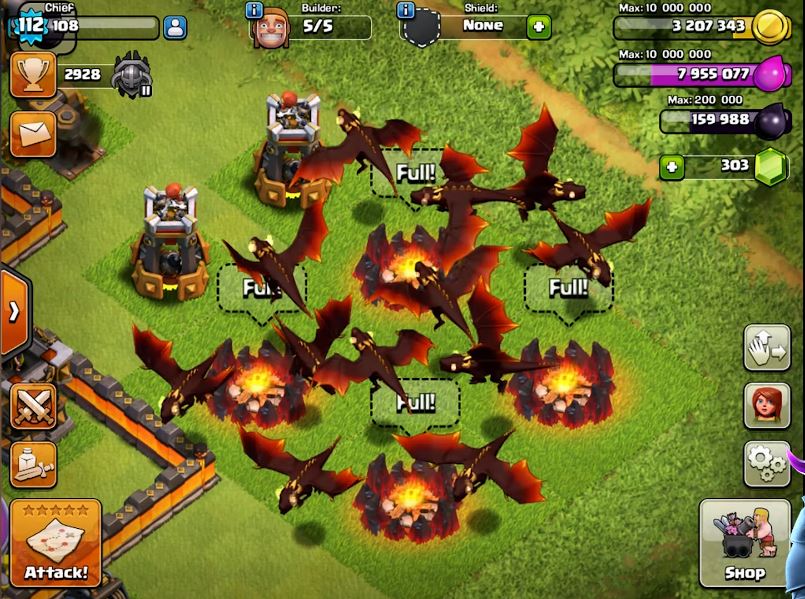 Chief
112 108
Builder:
5/5
Shield:
None
Max: 10 000 000
3 207 343
2928
II
Max: 10 000 000
7 955 077
Max: 200 000
159 988
303
Full!
Full!
Full!
Full!
Attack!
Shop